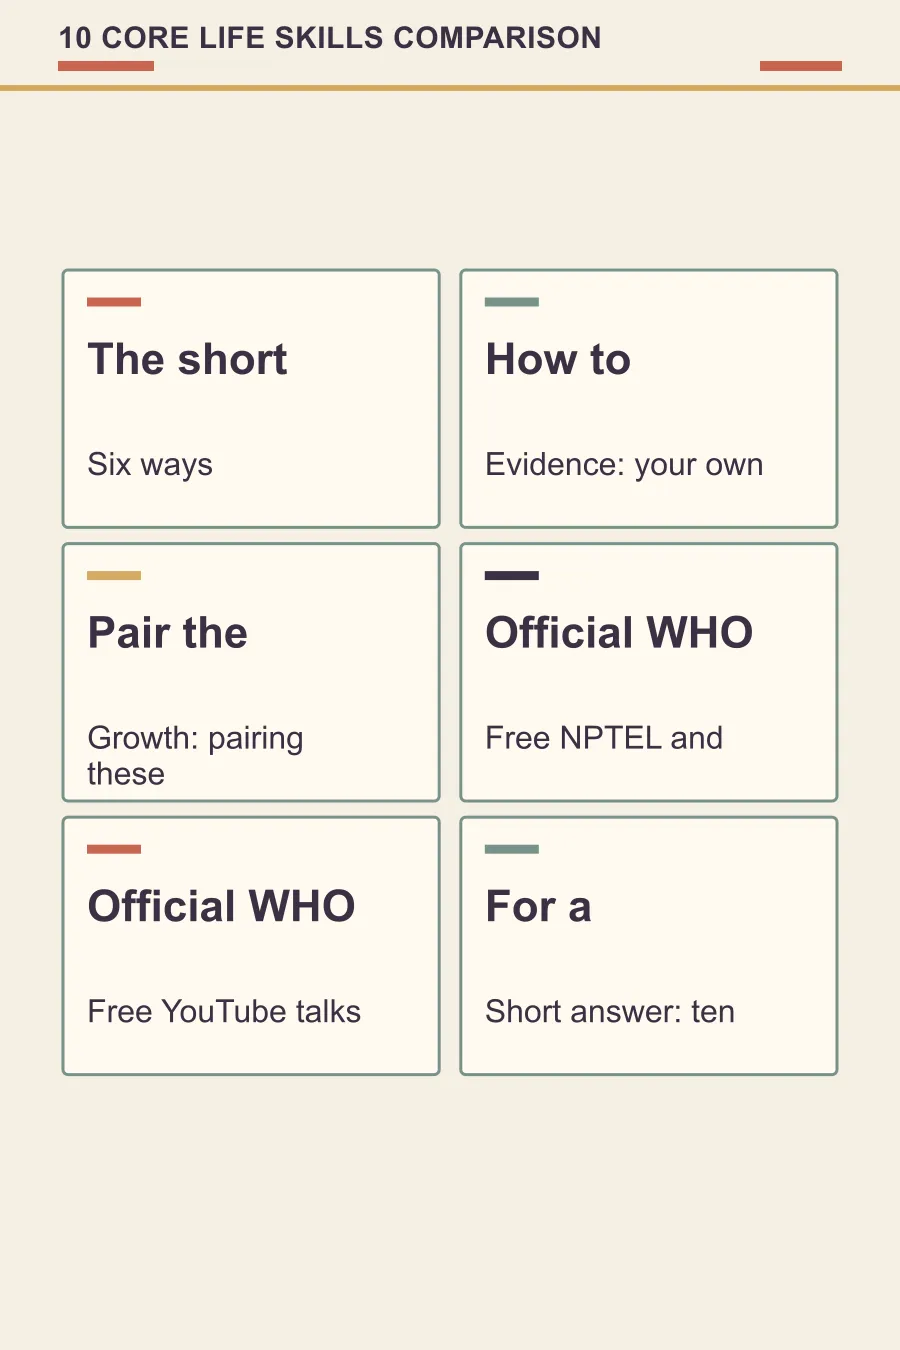 10 CORE LIFE SKILLS COMPARISON
The short
Six ways
How to
Evidence: your own
Pair the
Growth: pairing
these
Official WHO
Free NPTEL and
Official WHO
Free YouTube talks
For a
Short answer: ten